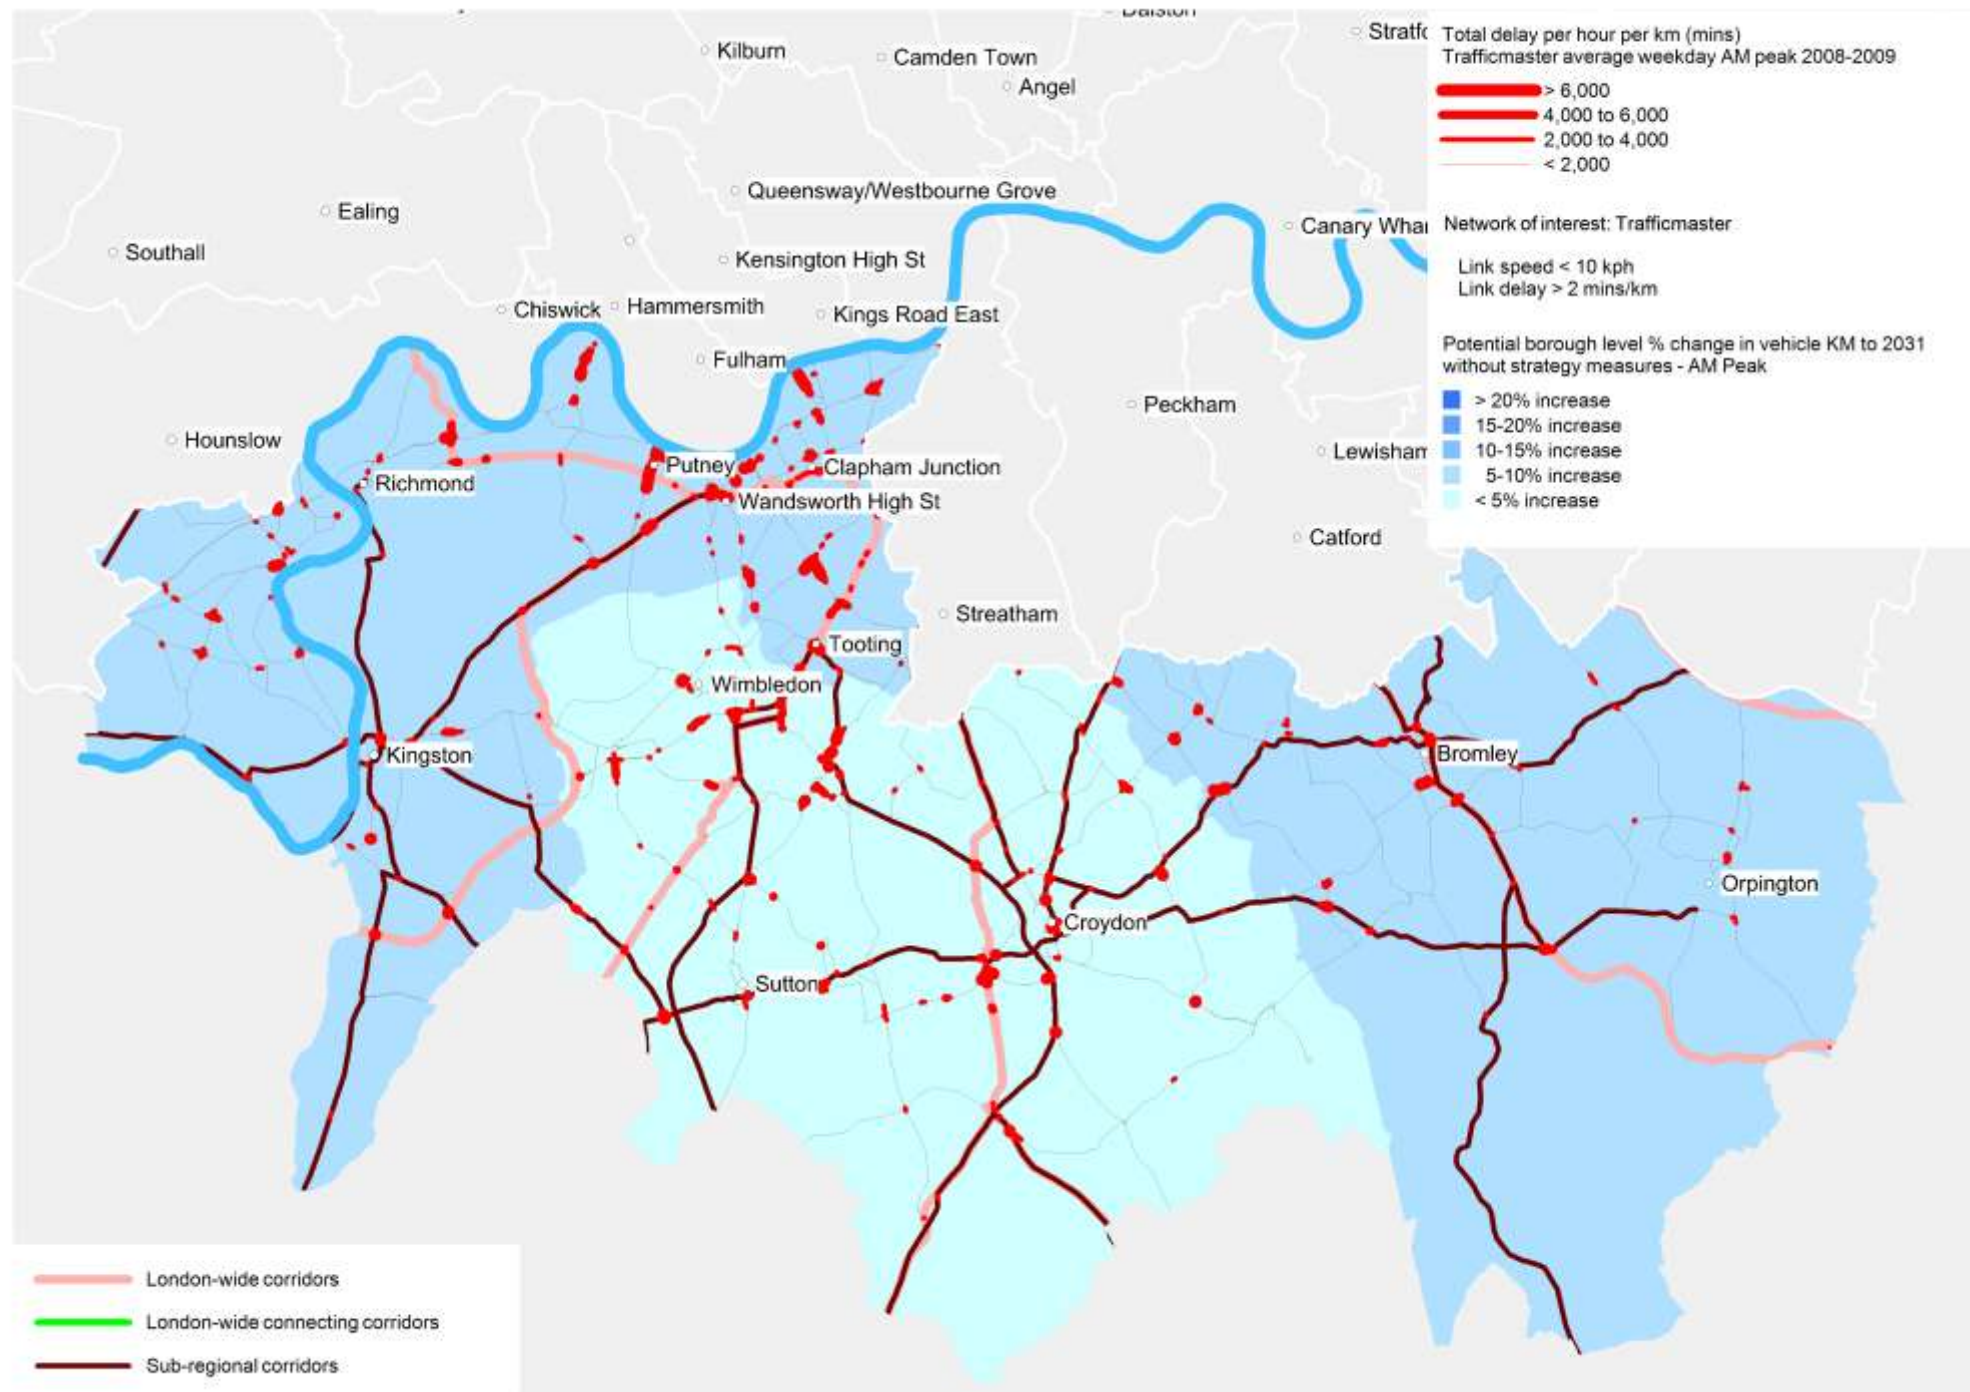 Dalston
Kilburn
Camden Town
Angel
Queensway/Westbourne Grove
Ealing
Southall
Kensington High St
Canary Whar
Chiswick
Hammersmith
Kings Road East
Fulham
Peckham
Hounslow
Lewisham
Putney
Clapham Junction
Richmond
Wandsworth High St
Catford
Streatham
Tooting
Wimbledon
Kingston
Bromley
Orpington
Croydon
Sutton
Stratfo
Total delay per hour per km (mins)
Trafficmaster average weekday AM peak 2008-2009
> 6,000
4,000 to 6,000
2,000 to 4,000
< 2,000
Network of interest: Trafficmaster
Link speed < 10 kph
Link delay > 2 mins/km
Potential borough level % change in vehicle KM to 2031
without strategy measures - AM Peak
> 20% increase
15-20% increase
10-15% increase
5-10% increase
< 5% increase
London-wide corridors
London-wide connecting corridors
Sub-regional corridors